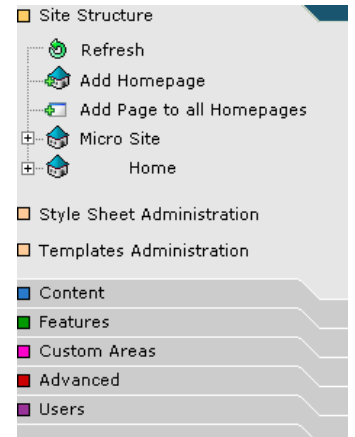 Site Structure
Refresh
Add Homepage
Add Page to all Homepages
Micro Site
Home
Style Sheet Administration
Templates Administration
Content
Features
Custom Areas
Advanced
Users